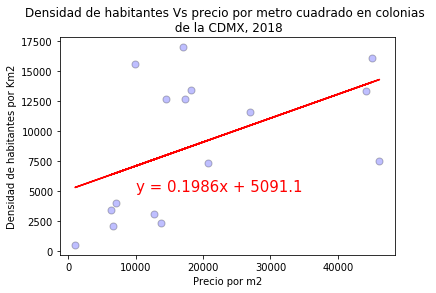 Densidad de habitantes Vs precio por metro cuadrado en colonias
de la CDMX, 2018
17500
15000
12500
10000
7500
5000
2500
0
Densidad de habitantes por Km2
y = 0.1986x + 5091.1
0
10000
20000
30000
40000
Precio por m2